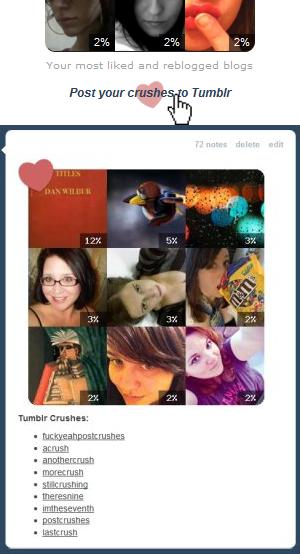 2% 2% 2%
Your most liked and reblogged blogs
Post your crushes to Tumblr
72 notes delete edit
TITLES
DAN WILBUR
12% 5% 3%
m&m's
3% 3% 2%
2% 2% 2%
Tumblr Crushes:
• fuckyeahpostcrushes
• acrush
• anothercrush
• morecrush
• stillcrushing
• theresnine
• imtheseventh
• postcrushes
• lastcrush